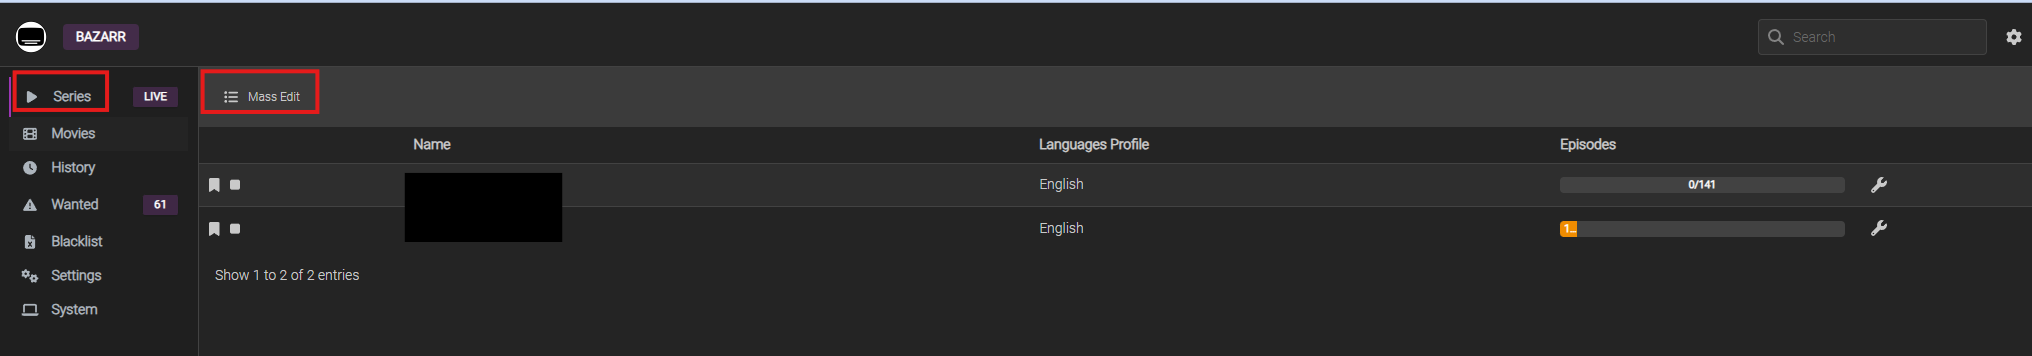 BAZARR
Search
Series LIVE
Mass Edit
Movies
History
Wanted 61
Blacklist
Settings
System
Name Languages Profile Episodes
English 0/141
English 1...
Show 1 to 2 of 2 entries